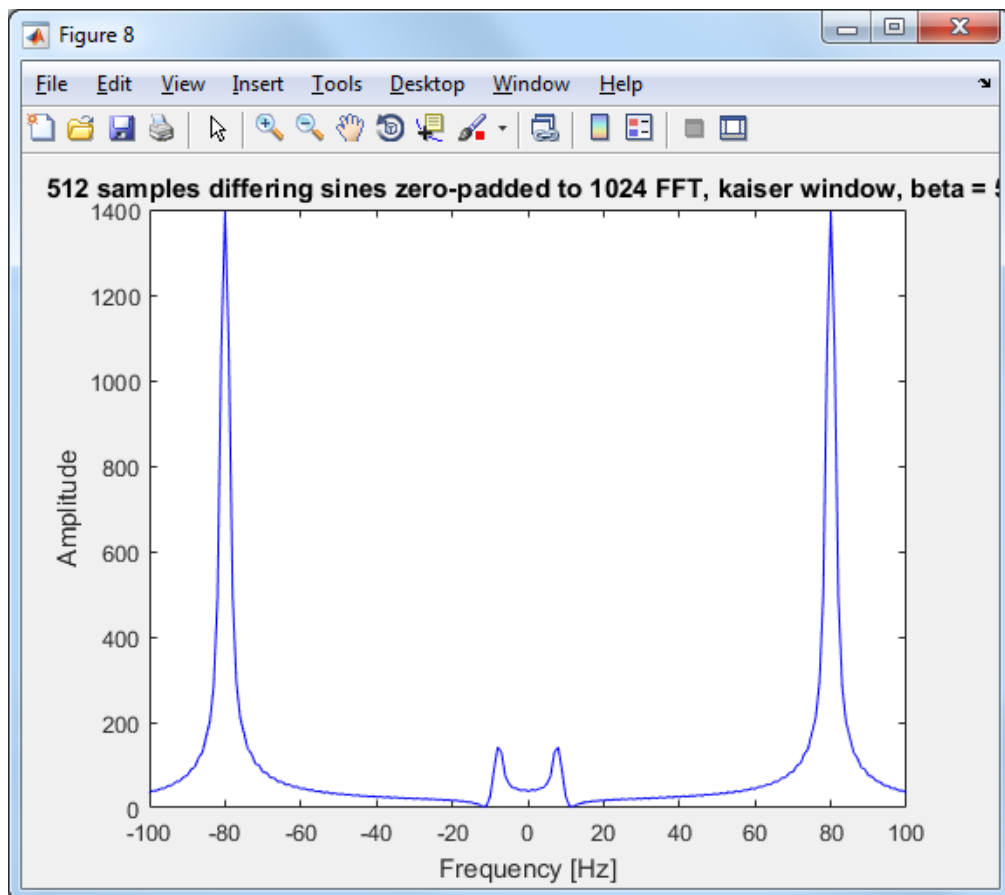 Figure 8
File Edit View Insert Tools Desktop Window Help
512 samples differing sines zero-padded to 1024 FFT, kaiser window, beta =
1400
1200
1000
800
600
400
200
0
Amplitude
-100 -80 -60 -40 -20 0 20 40 60 80 100
Frequency [Hz]